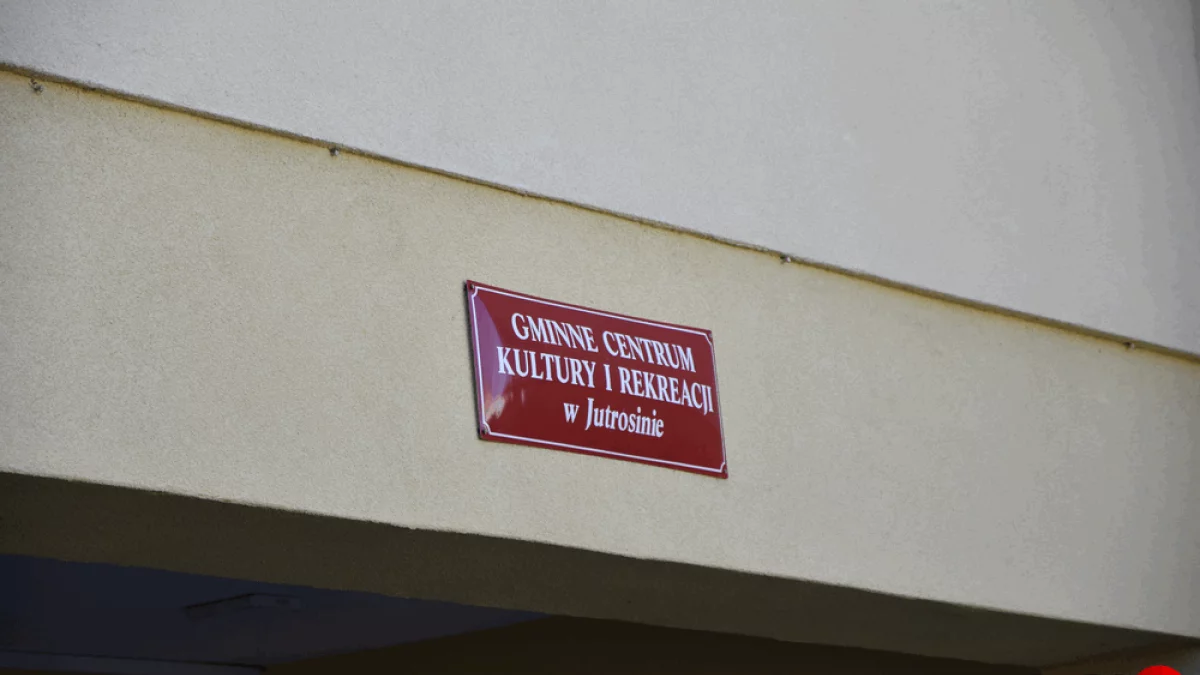 GMINNE CENTRUM
KULTURY I REKREACJI
w Jutrosinie